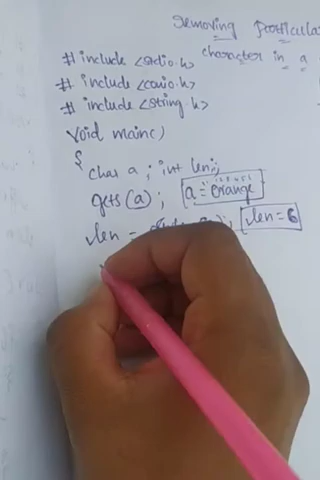 Removing Particular
character in a
# include <stdio.h>
# include <conio.h>
# include <string.h>
Void main()
{
char a; int len;
gets (a); a = Orange
len = len = 6